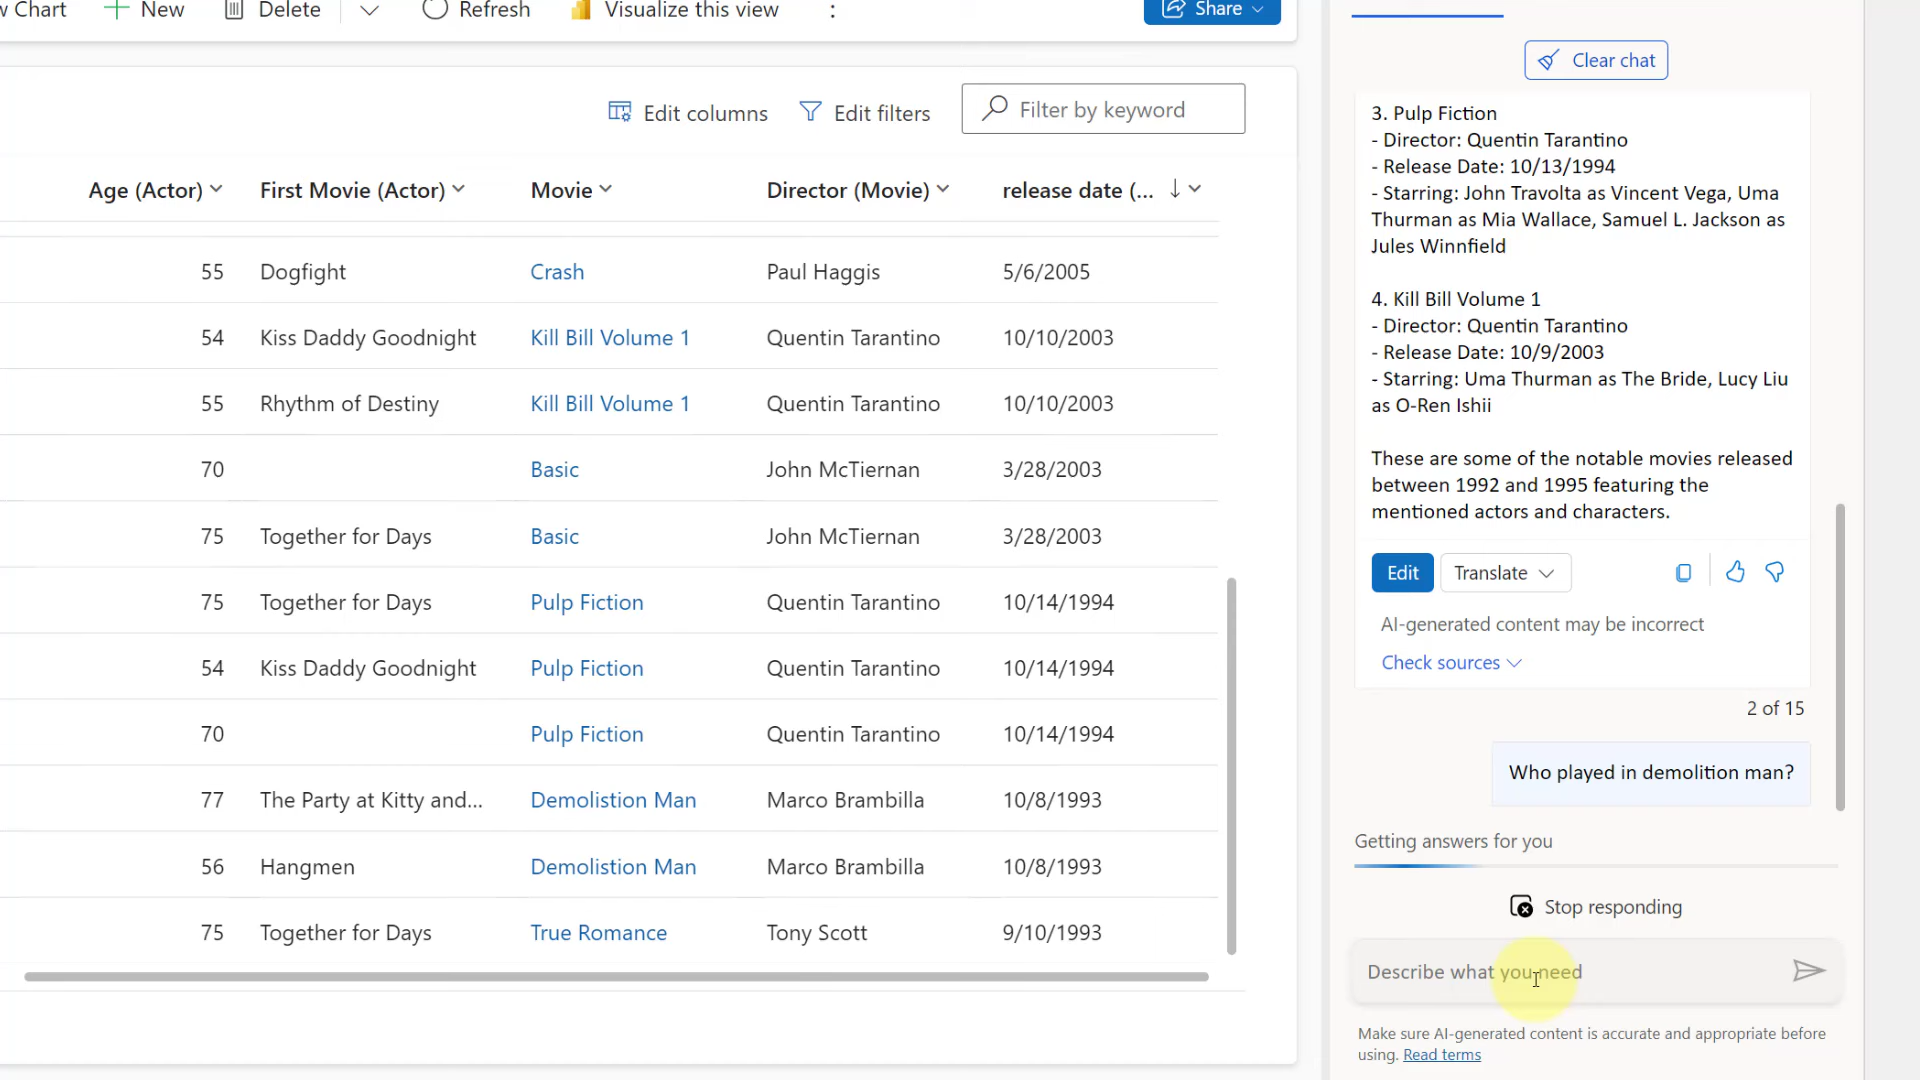 w Chart New Delete Refresh Visualize this view Share
Edit columns Edit filters Filter by keyword
Age (Actor) First Movie (Actor) Movie Director (Movie) release date (...
55 Dogfight Crash Paul Haggis 5/6/2005
54 Kiss Daddy Goodnight Kill Bill Volume 1 Quentin Tarantino 10/10/2003
55 Rhythm of Destiny Kill Bill Volume 1 Quentin Tarantino 10/10/2003
70 Basic John McTiernan 3/28/2003
75 Together for Days Basic John McTiernan 3/28/2003
75 Together for Days Pulp Fiction Quentin Tarantino 10/14/1994
54 Kiss Daddy Goodnight Pulp Fiction Quentin Tarantino 10/14/1994
70 Pulp Fiction Quentin Tarantino 10/14/1994
77 The Party at Kitty and... Demolistion Man Marco Brambilla 10/8/1993
56 Hangmen Demolistion Man Marco Brambilla 10/8/1993
75 Together for Days True Romance Tony Scott 9/10/1993
Clear chat
3. Pulp Fiction
- Director: Quentin Tarantino
- Release Date: 10/13/1994
- Starring: John Travolta as Vincent Vega, Uma
Thurman as Mia Wallace, Samuel L. Jackson as
Jules Winnfield
4. Kill Bill Volume 1
- Director: Quentin Tarantino
- Release Date: 10/9/2003
- Starring: Uma Thurman as The Bride, Lucy Liu
as O-Ren Ishii
These are some of the notable movies released
between 1992 and 1995 featuring the
mentioned actors and characters.
Edit Translate
AI-generated content may be incorrect
Check sources
2 of 15
Who played in demolition man?
Getting answers for you
Stop responding
Describe what you need
Make sure AI-generated content is accurate and appropriate before
using. Read terms